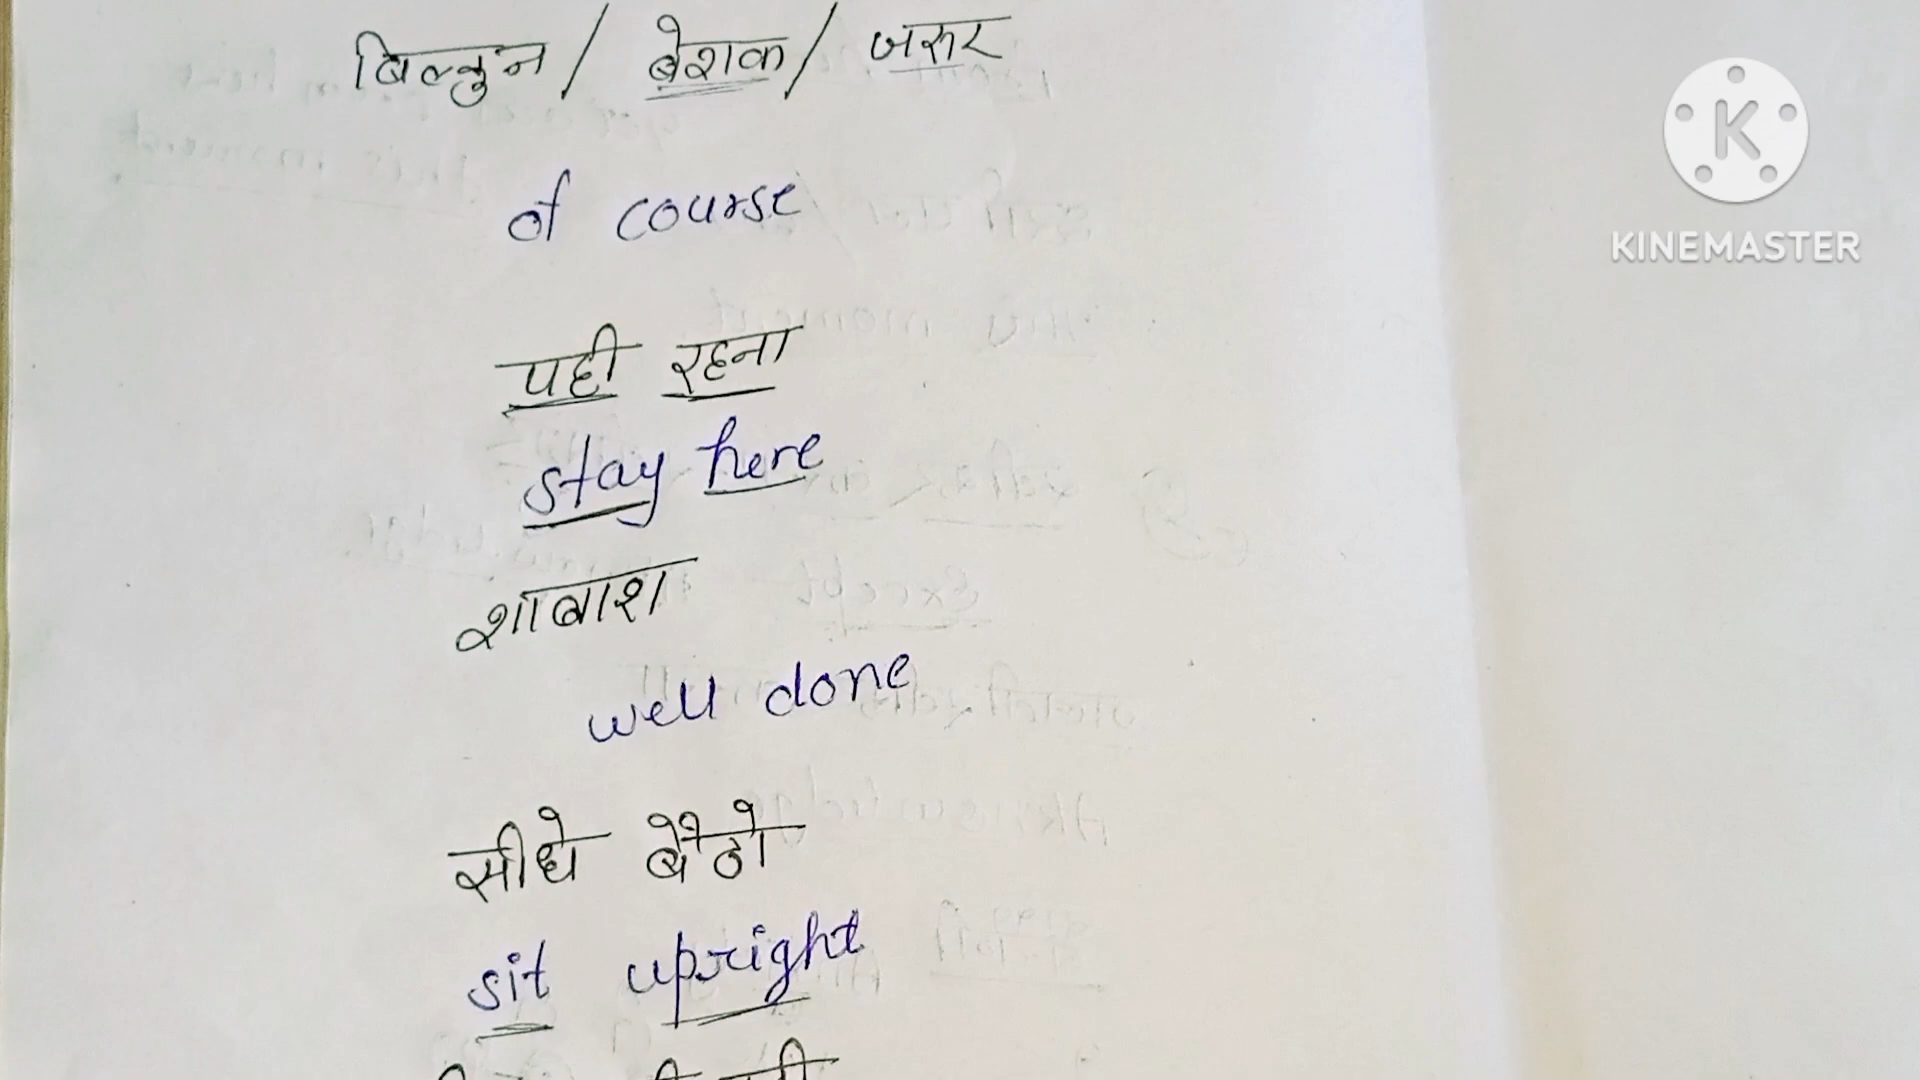 बिल्कुल / बेशक / जरुर
of course
यही रहना
stay here
शाबाश
well done
सीधे बैठो
sit upright
KINEMASTER